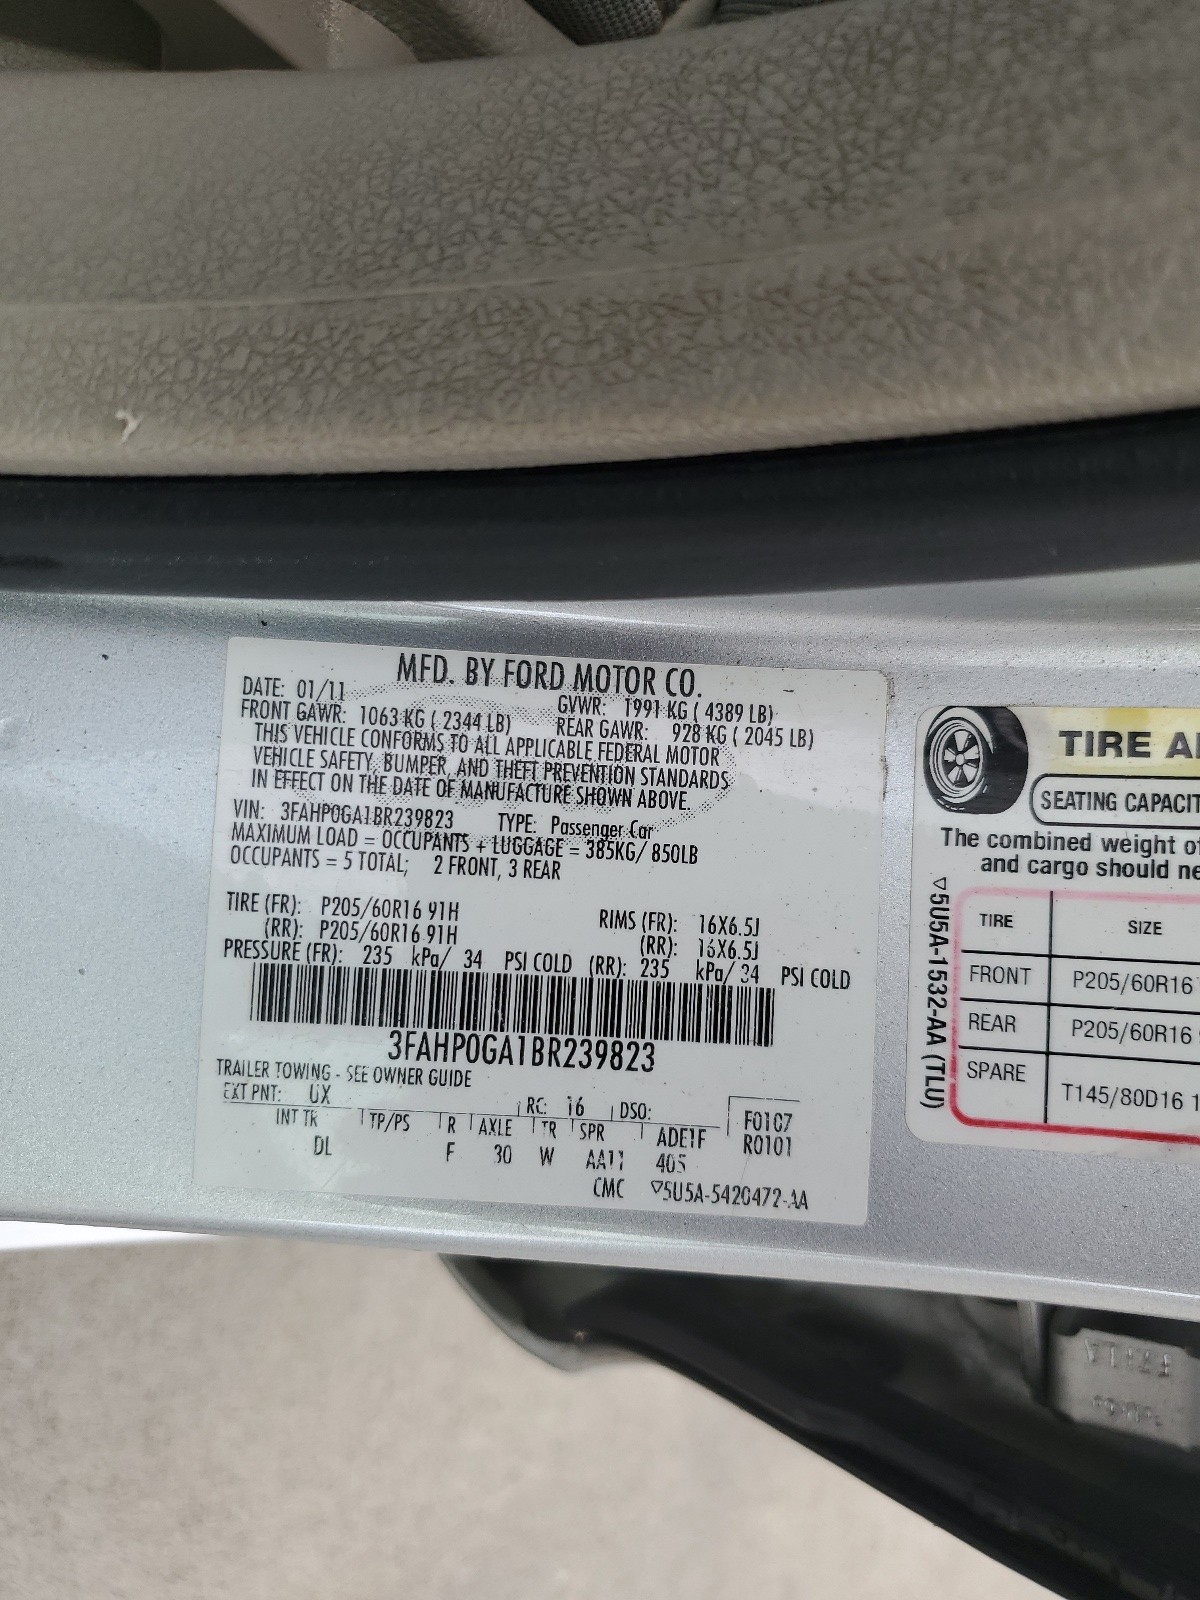 MFD. BY FORD MOTOR CO.
DATE: 01/11 GVWR: 1991 KG ( 4389 LB)
FRONT GAWR: 1063 KG ( 2344 LB) REAR GAWR: 928 KG ( 2045 LB)
THIS VEHICLE CONFORMS TO ALL APPLICABLE FEDERAL MOTOR
VEHICLE SAFETY, BUMPER, AND THEFT PREVENTION STANDARDS
IN EFFECT ON THE DATE OF MANUFACTURE SHOWN ABOVE.
VIN: 3FAHP0GA1BR239823 TYPE: Passenger Car
MAXIMUM LOAD = OCCUPANTS + LUGGAGE = 385KG/ 850LB
OCCUPANTS = 5 TOTAL; 2 FRONT, 3 REAR
TIRE (FR): P205/60R16 91H RIMS (FR): 16X6.5J
(RR): P205/60R16 91H (RR): 16X6.5J
PRESSURE (FR): 235 kPa/ 34 PSI COLD (RR): 235 kPa/ 34 PSI COLD
3FAHP0GA1BR239823
TRAILER TOWING - SEE OWNER GUIDE
EXT PNT: UX RC: 16 DSO: F0107
INT TR TP/PS R AXLE TR SPR ADE1F R0101
DL F 30 W AA11 405
CMC ▽5U5A-5420472-AA
TIRE
SEATING CAPACIT
The combined weight of
and cargo should
▽5U5A-1532-AA (TLU)
TIRE SIZE
FRONT P205/60R16
REAR P205/60R16
SPARE T145/80D16